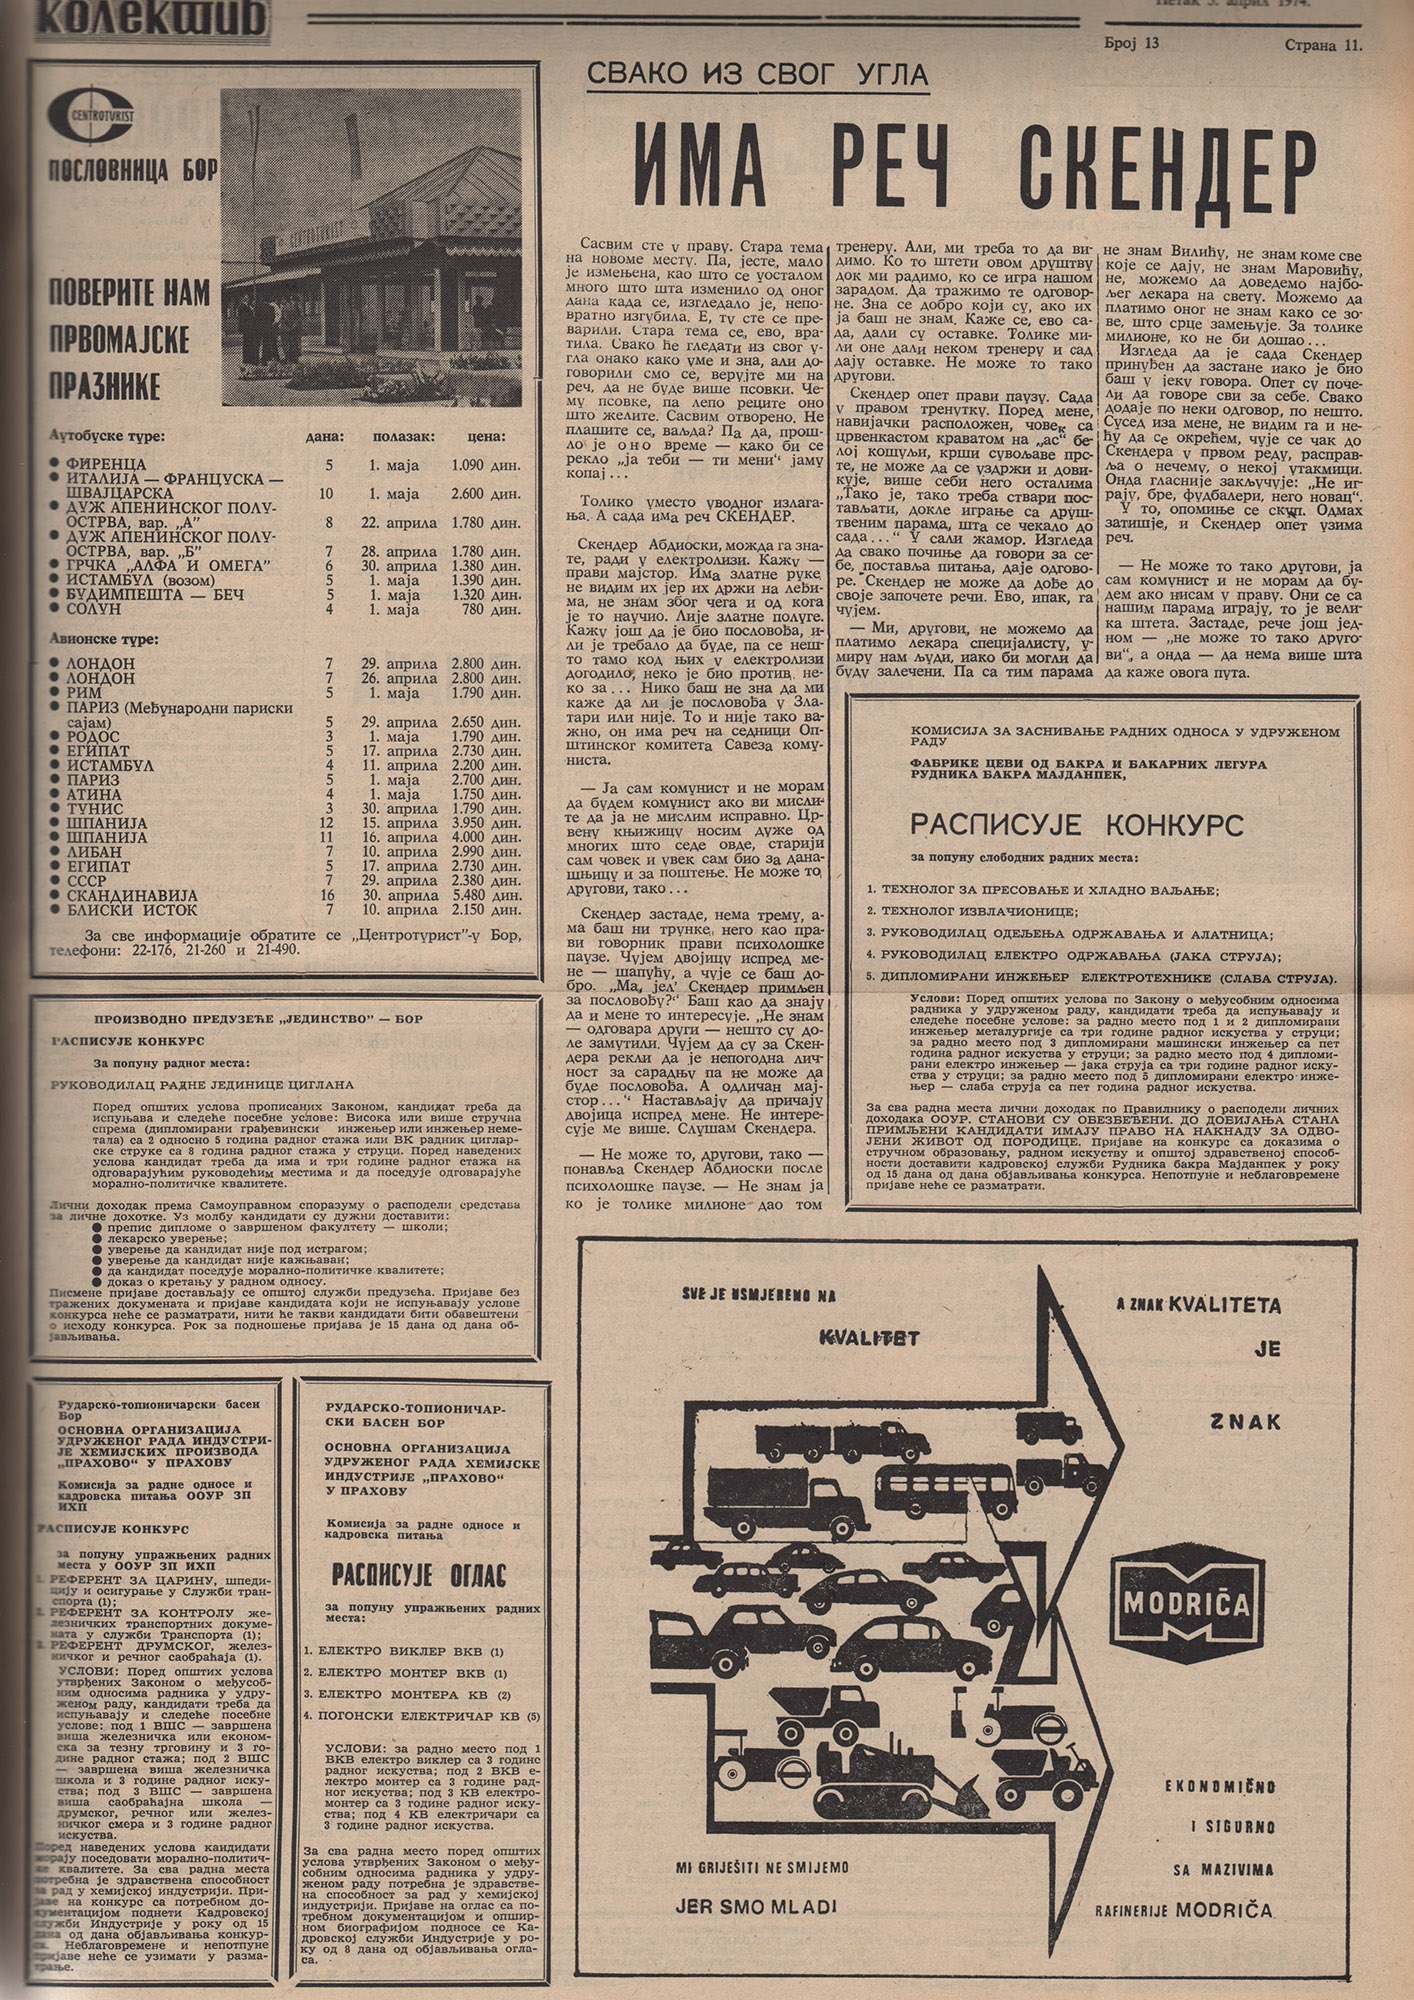 колектив
Петак 5. април 1974.
Број 13
Страна 11.
CENTROTURIST
ПОСЛОВНИЦА БОР
CENTROTURIST
ПОВЕРИТЕ НАМ
ПРВОМАЈСКЕ
ПРАЗНИКЕ
Аутобуске туре: дана: полазак: цена:
● ФИРЕНЦА 5 1. маја 1.090 дин.
● ИТАЛИЈА — ФРАНЦУСКА —
ШВАЈЦАРСКА 10 1. маја 2.600 дин.
● ДУЖ АПЕНИНСКОГ ПОЛУ-
ОСТРВА, вар. „А” 8 22. априла 1.780 дин.
● ДУЖ АПЕНИНСКОГ ПОЛУ-
ОСТРВА, вар. „Б” 7 28. априла 1.780 дин.
● ГРЧКА „АЛФА И ОМЕГА” 6 30. априла 1.380 дин.
● ИСТАМБУЛ (возом) 5 1. маја 1.390 дин.
● БУДИМПЕШТА — БЕЧ 5 1. маја 1.320 дин.
● СОЛУН 4 1. маја 780 дин.
Авионске туре:
● ЛОНДОН 7 29. априла 2.800 дин.
● ЛОНДОН 7 26. априла 2.800 дин.
● РИМ 5 1. маја 1.790 дин.
● ПАРИЗ (Међународни париски
сајам) 5 29. априла 2.650 дин.
● РОДОС 3 1. маја 1.790 дин.
● ЕГИПАТ 5 17. априла 2.730 дин.
● ИСТАМБУЛ 4 11. априла 2.200 дин.
● ПАРИЗ 5 1. маја 2.700 дин.
● АТИНА 4 1. маја 1.750 дин.
● ТУНИС 3 30. априла 1.790 дин.
● ШПАНИЈА 12 15. априла 3.950 дин.
● ШПАНИЈА 11 16. априла 4.000 дин.
● ЛИБАН 7 10. априла 2.990 дин.
● ЕГИПАТ 5 17. априла 2.730 дин.
● СССР 7 29. априла 2.380 дин.
● СКАНДИНАВИЈА 16 30. априла 5.480 дин.
● БЛИСКИ ИСТОК 7 10. априла 2.150 дин.
За све информације обратите се „Центротурист”-у Бор,
телефони: 22-176, 21-260 и 21-490.
ПРОИЗВОДНО ПРЕДУЗЕЋЕ „ЈЕДИНСТВО” — БОР
РАСПИСУЈЕ КОНКУРС
За попуну радног места:
РУКОВОДИЛАЦ РАДНЕ ЈЕДИНИЦЕ ЦИГЛАНА
Поред општих услова прописаних Законом, кандидат треба да
испуњава и следеће посебне услове: Висока или више стручна
спрема (дипломирани грађевински инжењер или инжењер неме-
тала) са 2 односно 5 година радног стажа или ВК радник циглар-
ске струке са 8 година радног стажа у струци. Поред наведених
услова кандидат треба да има и три године радног стажа на
одговарајућим руководећим местима и да поседује одговарајуће
морално-политичке квалитете.
Лични доходак према Самоуправном споразуму о расподели средстава
за личне дохотке. Уз молбу кандидати су дужни доставити:
● препис дипломе о завршеном факултету — школи;
● лекарско уверење;
● уверење да кандидат није под истрагом;
● уверење да кандидат није кажњаван;
● да кандидат поседује морално-политичке квалитете;
● доказ о кретању у радном односу.
Писмене пријаве достављају се општој служби предузећа. Пријаве без
тражених докумената и пријаве кандидата који не испуњавају услове
конкурса неће се разматрати, нити ће такви кандидати бити обавештени
о исходу конкурса. Рок за подношење пријава је 15 дана од дана об-
јављивања.
Рударско-топионичарски басен
Бор
ОСНОВНА ОРГАНИЗАЦИЈА
УДРУЖЕНОГ РАДА ИНДУСТРИ-
ЈЕ ХЕМИЈСКИХ ПРОИЗВОДА
„ПРАХОВО” У ПРАХОВУ
Комисија за радне односе и
кадровска питања ООУР ЗП
ИХП
РАСПИСУЈЕ КОНКУРС
за попуну упражњених радних
места у ООУР ЗП ИХП
1. РЕФЕРЕНТ ЗА ЦАРИНУ, шпеди-
цију и осигурање у Служби тран-
спорта (1);
2. РЕФЕРЕНТ ЗА КОНТРОЛУ же-
лезничких транспортних докуме-
ната у служби Транспорта (1);
3. РЕФЕРЕНТ ДРУМСКОГ, желез-
ничког и речног саобраћаја (1).
УСЛОВИ: Поред општих услова
утврђених Законом о међусоб-
ним односима радника у удру-
женом раду, кандидати треба да
испуњавају и следеће посебне
услове: под 1 ВШС — завршена
виша железничка или економ-
ска за тезну трговину и 3 го-
дине радног стажа; под 2 ВШС
— завршена виша железничка
школа и 3 године радног иску-
ства; под 3 ВШС — завршена
виша саобраћајна школа —
друмског, речног или желез-
ничког смера и 3 године радног
искуства.
Поред наведених услова кандидати
морају поседовати морално-политич-
ке квалитете. За сва радна места
потребна је здравствена способност
за рад у хемијској индустрији. При-
јаве на конкурс са потребном до-
кументацијом поднети Кадровској
служби Индустрије у року од 15
дана од дана објављивања конкур-
са. Неблаговремене и непотпуне
пријаве неће се узимати у разма-
трање.
РУДАРСКО-ТОПИОНИЧАР-
СКИ БАСЕН БОР
ОСНОВНА ОРГАНИЗАЦИЈА
УДРУЖЕНОГ РАДА ХЕМИЈСКЕ
ИНДУСТРИЈЕ „ПРАХОВО”
У ПРАХОВУ
Комисија за радне односе и
кадровска питања
РАСПИСУЈЕ ОГЛАС
за попуну упражњених радних
места:
1. ЕЛЕКТРО ВИКЛЕР ВКВ (1)
2. ЕЛЕКТРО МОНТЕР ВКВ (1)
3. ЕЛЕКТРО МОНТЕРА КВ (2)
4. ПОГОНСКИ ЕЛЕКТРИЧАР КВ (5)
УСЛОВИ: за радно место под 1
ВКВ електро виклер са 3 године
радног искуства; под 2 ВКВ е-
лектро монтер са 3 године рад-
ног искуства; под 3 КВ електро-
монтер са 3 године радног иску-
ства; под 4 КВ електричари са
3 године радног искуства.
За сва радна место поред општих
услова утврђених Законом о међу-
собним односима радника у удру-
женом раду потребна је здравстве-
на способност за рад у хемијској
индустрији. Пријаве на оглас са по-
требном документацијом и опшир-
ном биографијом подносе се Ка-
дровској служби Индустрије у ро-
ку од 8 дана од објављивања огла-
са.
СВАКО ИЗ СВОГ УГЛА
ИМА РЕЧ СКЕНДЕР
Сасвим сте у праву. Стара тема
на новоме месту. Па, јесте, мало
је измењена, као што се уосталом
много што шта изменило од оног
дана када се, изгледало је, непо-
вратно изгубила. Е, ту сте се пре-
варили. Стара тема се, ево, вра-
тила. Свако ће гледати из свог у-
гла онако како уме и зна, али до-
говорили смо се, верујте ми на
реч, да не буде више псовки. Че-
му псовке, па лепо реците оно
што желите. Сасвим отворено. Не
плашите се, ваљда? Па да, прош-
ло је оно време — како би се
рекло „ја теби — ти мени” јаму
копај...
Толико уместо уводног излага-
ња. А сада има реч СКЕНДЕР.
Скендер Абдиоски, можда га зна-
те, ради у електролизи. Кажу —
прави мајстор. Има златне руке,
не видим их јер их држи на леђи-
ма, не знам због чега и од кога
је то научио. Лије златне полуге.
Кажу још да је био пословођа, и-
ли је требало да буде, па се неш-
то тамо код њих у електролизи
догодило, неко је био против, не-
ко за... Нико баш не зна да ми
каже да ли је пословођа у Зла-
тари или није. То и није тако ва-
жно, он има реч на седници Оп-
штинског комитета Савеза кому-
ниста.
— Ја сам комунист и не морам
да будем комунист ако ви мисли-
те да ја не мислим исправно. Цр-
вену књижицу носим дуже од
многих што седе овде, старији
сам човек и увек сам био за дана-
шњицу и за поштење. Не може то,
другови, тако...
Скендер застаде, нема трему, а-
ма баш ни трунке, него као пра-
ви говорник прави психолошке
паузе. Чујем двојицу испред ме-
не — шапућу, а чује се баш до-
бро. „Ма, јел’ Скендер примљен
за пословођу?” Баш као да знају
да и мене то интересује. „Не знам
— одговара други — нешто су до-
ле замутили. Чујем да су за Скен-
дера рекли да је непогодна лич-
ност за сарадњу па не може да
буде пословођа. А одличан мај-
стор...” Настављају да причају
двојица испред мене. Не интере-
сује ме више. Слушам Скендера.
— Не може то, другови, тако —
понавља Скендер Абдиоски после
психолошке паузе. — Не знам ја
ко је толике милионе дао том
тренеру. Али, ми треба то да ви-
димо. Ко то штети овом друштву
док ми радимо, ко се игра нашом
зарадом. Да тражимо те одговор-
не. Зна се добро који су, ако их
ја баш не знам. Каже се, ево са-
да, дали су оставке. Толике ми-
ли оне дали неком тренеру и сад
дају оставке. Не може то тако
другови.
Скендер опет прави паузу. Сада
у правом тренутку. Поред мене,
навијачки расположен, човек са
црвенкастом краватом на „ас” бе-
лој кошуљи, крши сувољаве прс-
те, не може да се уздржи и дови-
кује, више себи него осталима
„Тако је, тако треба ствари пос-
тављати, докле играње са друш-
твеним парама, шта се чекало до
сада...” У сали жамор. Изгледа
да свако почиње да говори за се-
бе, поставља питања, даје одгово-
ре. Скендер не може да дође до
своје започете речи. Ево, ипак, га
чујем.
— Ми, другови, не можемо да
платимо лекара специјалисту, у-
миру нам људи, иако би могли да
буду залечени. Па са тим парама
не знам Вилићу, не знам коме све
које се дају, не знам Маровићу,
не, можемо да доведемо најбо-
љег лекара на свету. Можемо да
платимо оног не знам како се зо-
ве, што срце замењује. За толике
милионе, ко не би дошао...
Изгледа да је сада Скендер
принуђен да застане иако је био
баш у јеку говора. Опет су поче-
ли да говоре сви за себе. Свако
додаје по неки одговор, по нешто.
Сусед иза мене, не видим га и не-
ћу да се окрећем, чује се чак до
Скендера у првом реду, расправ-
ља о нечему, о некој утакмици.
Онда гласније закључује: „Не иг-
рају, бре, фудбалери, него новац”.
У то, опомиње се скуп. Одмах
затишје, и Скендер опет узима
реч.
— Не може то тако другови, ја
сам комунист и не морам да бу-
дем ако нисам у праву. Они се са
нашим парама играју, то је вели-
ка штета. Застаде, рече још јед-
ном — „не може то тако друго-
ви”, а онда — да нема више шта
да каже овога пута.
КОМИСИЈА ЗА ЗАСНИВАЊЕ РАДНИХ ОДНОСА У УДРУЖЕНОМ
РАДУ
ФАБРИКЕ ЦЕВИ ОД БАКРА И БАКАРНИХ ЛЕГУРА
РУДНИКА БАКРА МАЈДАНПЕК,
РАСПИСУЈЕ КОНКУРС
за попуну слободних радних места:
1. ТЕХНОЛОГ ЗА ПРЕСОВАЊЕ И ХЛАДНО ВАЉАЊЕ;
2. ТЕХНОЛОГ ИЗВЛАЧИОНИЦЕ;
3. РУКОВОДИЛАЦ ОДЕЉЕЊА ОДРЖАВАЊА И АЛАТНИЦА;
4. РУКОВОДИЛАЦ ЕЛЕКТРО ОДРЖАВАЊА (ЈАКА СТРУЈА);
5. ДИПЛОМИРАНИ ИНЖЕЊЕР ЕЛЕКТРОТЕХНИКЕ (СЛАБА СТРУЈА).
Услови: Поред општих услова по Закону о међусобним односима
радника у удруженом раду, кандидати треба да испуњавају и
следеће посебне услове: за радно место под 1 и 2 дипломирани
инжењер металургије са три године радног искуства у струци;
за радно место под 3 дипломирани машински инжењер са пет
година радног искуства у струци; за радно место под 4 дипломи-
рани електро инжењер — јака струја са три године радног иску-
ства у струци; за радно место под 5 дипломирани електро инже-
њер — слаба струја са пет година радног искуства.
За сва радна места лични доходак по Правилнику о расподели личних
доходака ООУР. СТАНОВИ СУ ОБЕЗБЕЂЕНИ. ДО ДОБИЈАЊА СТАНА
ПРИМЉЕНИ КАНДИДАТИ ИМАЈУ ПРАВО НА НАКНАДУ ЗА ОДВО-
ЈЕНИ ЖИВОТ ОД ПОРОДИЦЕ. Пријаве на конкурс са доказима о
стручном образовању, радном искуству и општој здравственој способ-
ности доставити кадровској служби Рудника бакра Мајданпек у року
од 15 дана од дана објављивања конкурса. Непотпуне и неблаговремене
пријаве неће се разматрати.
SVE JE USMJERENO NA
KVALITET
A ZNAK KVALITETA
JE
ZNAK
MODRIČA
EKONOMIČNO
I SIGURNO
SA MAZIVIMA
RAFINERIJE MODRIČA
MI GRIJEŠITI NE SMIJEMO
JER SMO MLADI